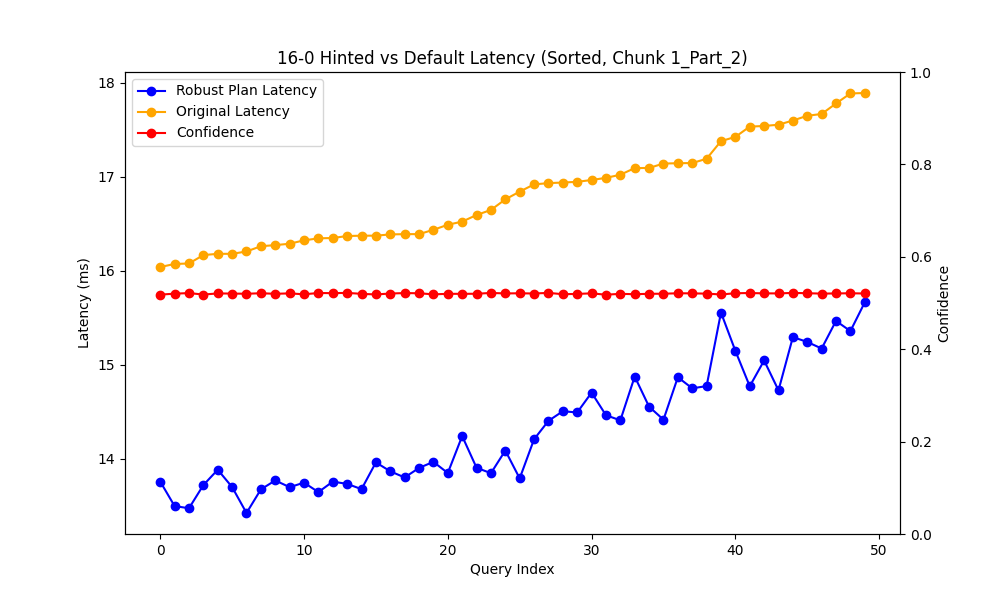 16-0 Hinted vs Default Latency (Sorted, Chunk 1_Part_2)
Robust Plan Latency
Original Latency
Confidence
18
17
16
15
14
Latency (ms)
1.0
0.8
0.6
0.4
0.2
0.0
Confidence
0 10 20 30 40 50
Query Index